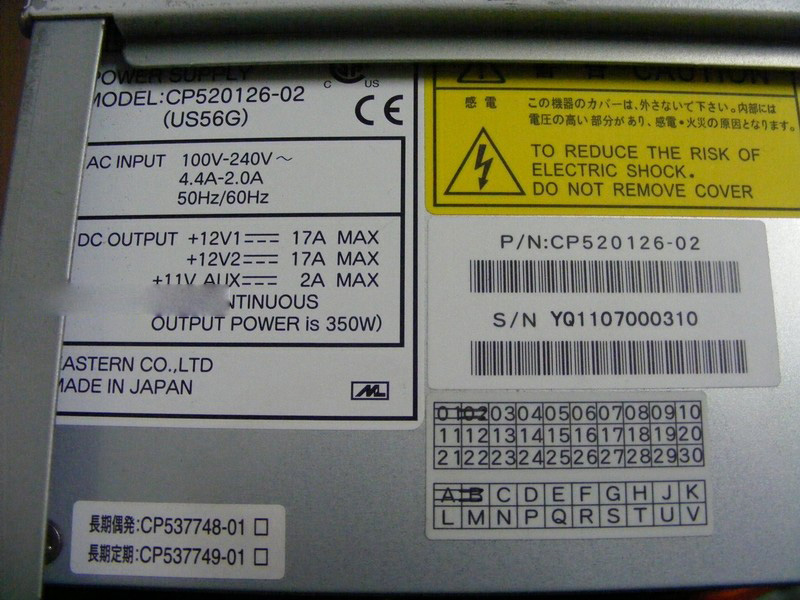 POWER SUPPLY
MODEL:CP520126-02
(US56G)
C US
CE
AC INPUT 100V-240V～
4.4A-2.0A
50Hz/60Hz
DC OUTPUT +12V1 17A MAX
+12V2 17A MAX
+11V AUX 2A MAX
NTINUOUS
OUTPUT POWER is 350W)
EASTERN CO.,LTD
MADE IN JAPAN
CAUTION
感電
この機器のカバーは、外さないで下さい。内部には
電圧の高い部分があり、感電・火災の原因となります。
TO REDUCE THE RISK OF
ELECTRIC SHOCK.
DO NOT REMOVE COVER
P/N:CP520126-02
S/N YQ1107000310
01 02 03 04 05 06 07 08 09 10
11 12 13 14 15 16 17 18 19 20
21 22 23 24 25 26 27 28 29 30
A B C D E F G H J K
L M N P Q R S T U V
長期偶発:CP537748-01 □
長期定期:CP537749-01 □